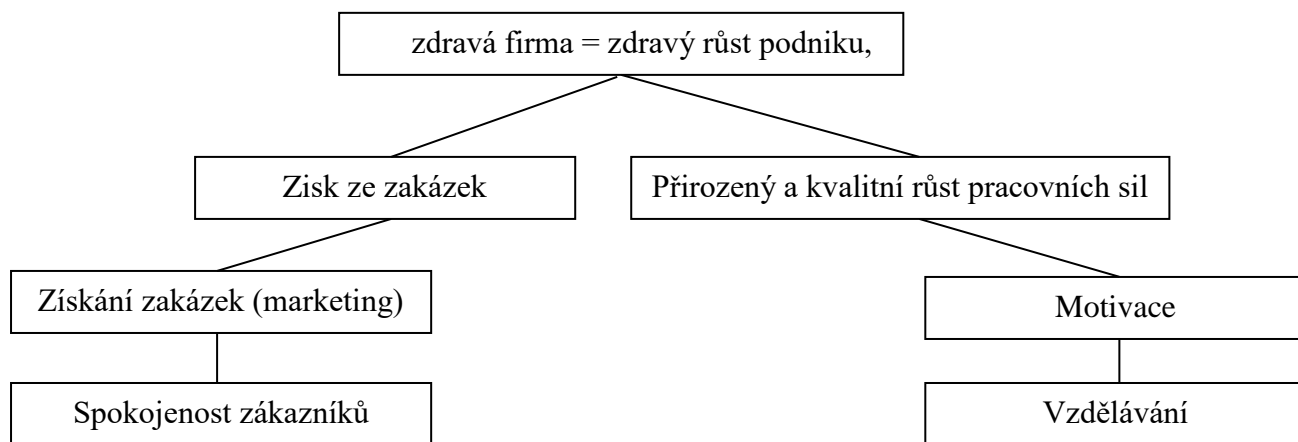 zdravá firma = zdravý růst podniku,
Zisk ze zakázek
Přirozený a kvalitní růst pracovních sil
Získání zakázek (marketing)
Motivace
Spokojenost zákazníků
Vzdělávání